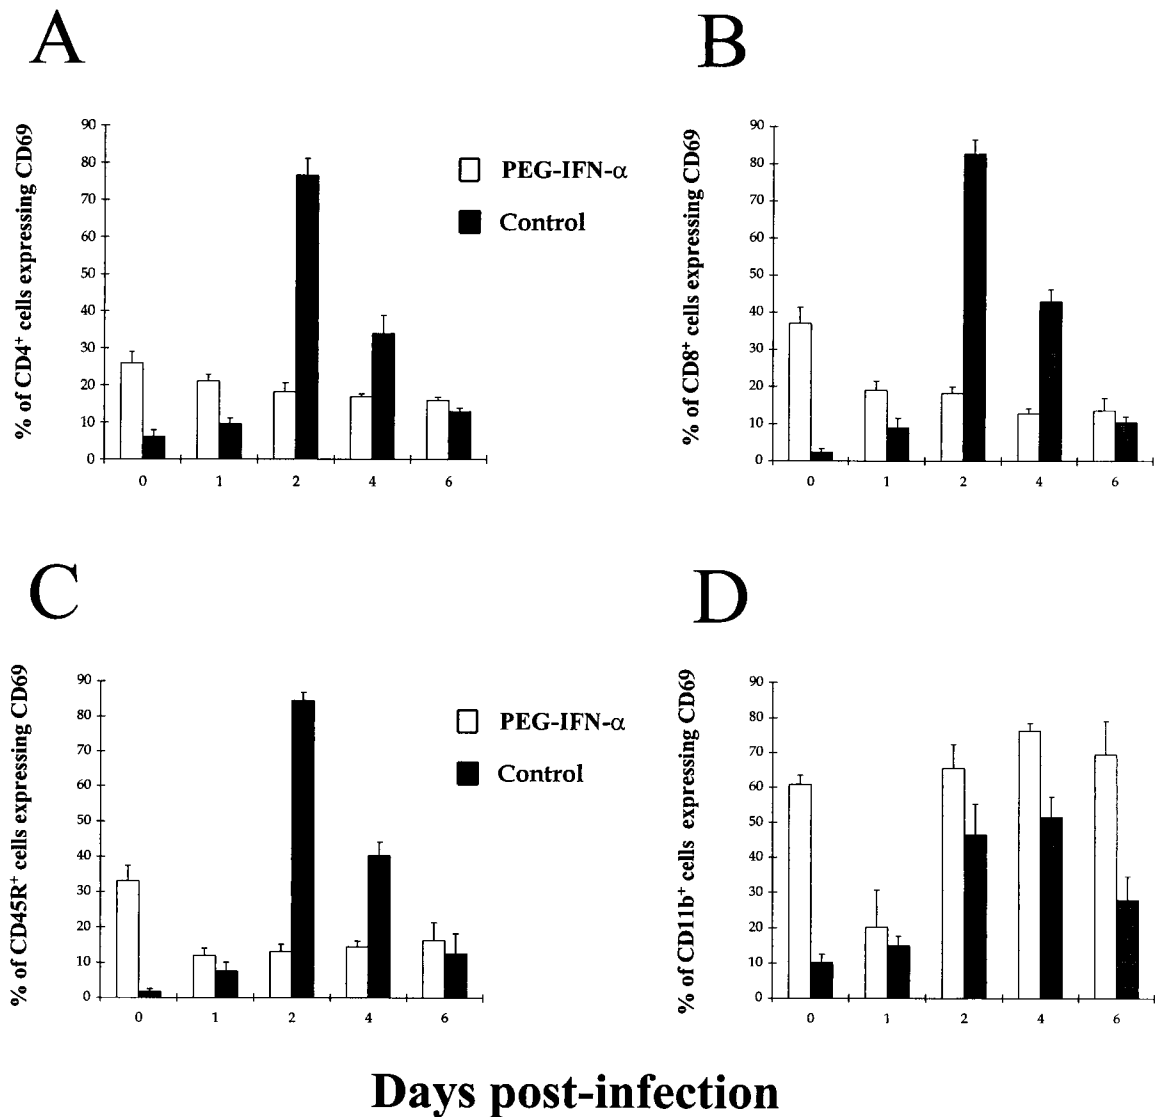 A
% of CD4⁺ cells expressing CD69
90
80
70
60
50
40
30
20
10
0
0 1 2 4 6
PEG-IFN-α
Control
B
% of CD8⁺ cells expressing CD69
90
80
70
60
50
40
30
20
10
0
0 1 2 4 6
C
% of CD45R⁺ cells expressing CD69
90
80
70
60
50
40
30
20
10
0
0 1 2 4 6
PEG-IFN-α
Control
D
% of CD11b⁺ cells expressing CD69
90
80
70
60
50
40
30
20
10
0
0 1 2 4 6
Days post-infection